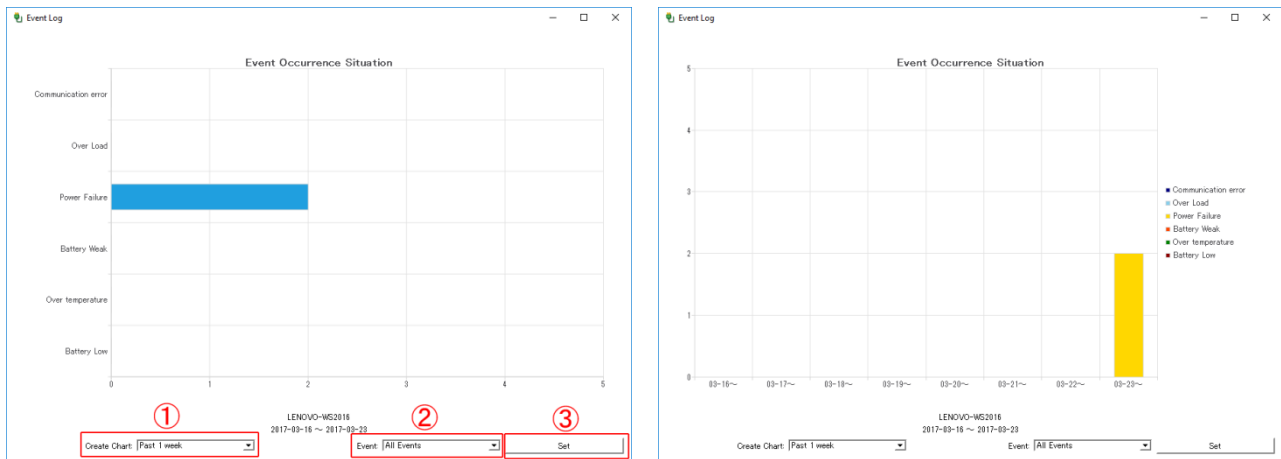 Event Log
Event Occurrence Situation
Communication error
Over Load
Power Failure
Battery Weak
Over temperature
Battery Low
0 1 2 3 4 5
① ② ③
LENOVO-WS2016
2017-03-16 ～ 2017-03-23
Create Chart: Past 1 week Event: All Events Set
Event Log
Event Occurrence Situation
5
4
3
2
1
0
03-16～ 03-17～ 03-18～ 03-19～ 03-20～ 03-21～ 03-22～ 03-23～
Communication error
Over Load
Power Failure
Battery Weak
Over temperature
Battery Low
LENOVO-WS2016
2017-03-16 ～ 2017-03-23
Create Chart: Past 1 week Event: All Events Set